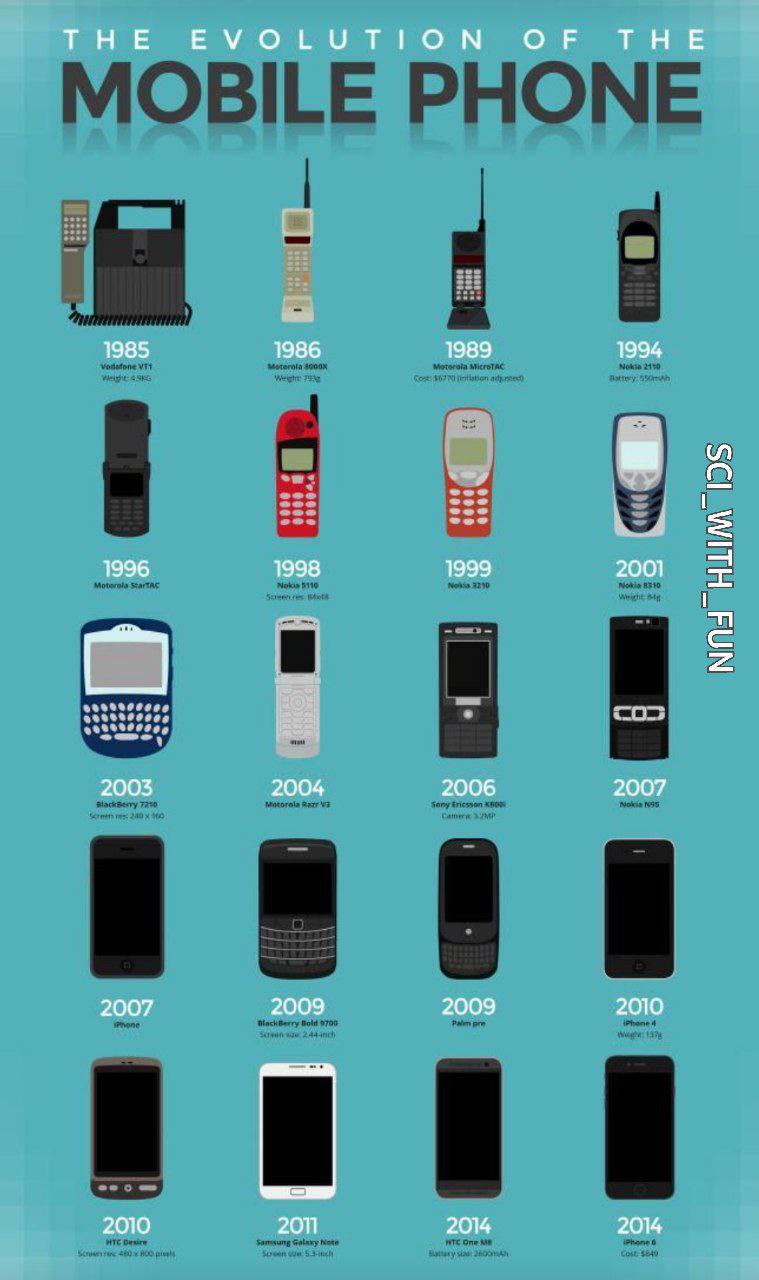 THE EVOLUTION OF THE
MOBILE PHONE
1985
Vodafone VT1
Weight: 4.9KG
1986
Motorola 8000X
Weight: 793g
1989
Motorola MicroTAC
Cost: $6770 (inflation adjusted)
1994
Nokia 2110
Battery: 550mAh
1996
Motorola StarTAC
1998
Nokia 5110
Screen res: 84x48
1999
Nokia 3210
2001
Nokia 8310
Weight: 84g
SCI_WITH_FUN
2003
BlackBerry 7210
Screen res: 240 x 160
2004
Motorola Razr V3
2006
Sony Ericsson K800i
Camera: 3.2MP
2007
Nokia N95
2007
iPhone
2009
BlackBerry Bold 9700
Screen size: 2.44-inch
2009
Palm pre
2010
iPhone 4
Weight: 137g
2010
HTC Desire
Screen res: 480 x 800 pixels
2011
Samsung Galaxy Note
Screen size: 5.3-inch
2014
HTC One M8
Battery size: 2600mAh
2014
iPhone 6
Cost: $849